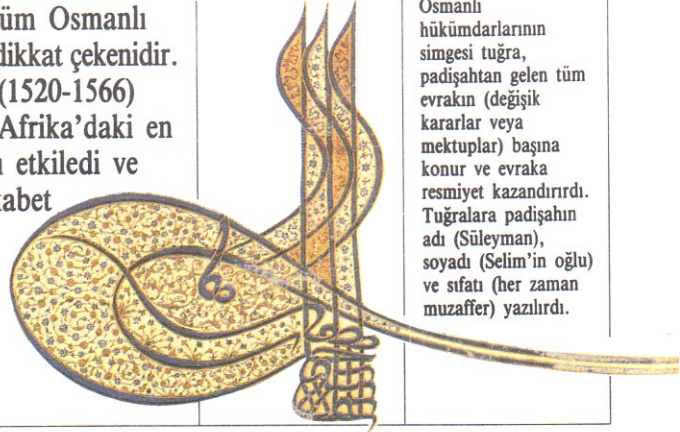 üm Osmanlı
dikkat çekenidir.
(1520-1566)
Afrika'daki en
etkiledi ve
abet
Osmanlı
hükümdarlarının
simgesi tuğra,
padişahtan gelen tüm
evrakın (değişik
kararlar veya
mektuplar) başına
konur ve evraka
resmiyet kazandırırdı.
Tuğralara padişahın
adı (Süleyman),
soyadı (Selim'in oğlu)
ve sıfatı (her zaman
muzaffer) yazılırdı.